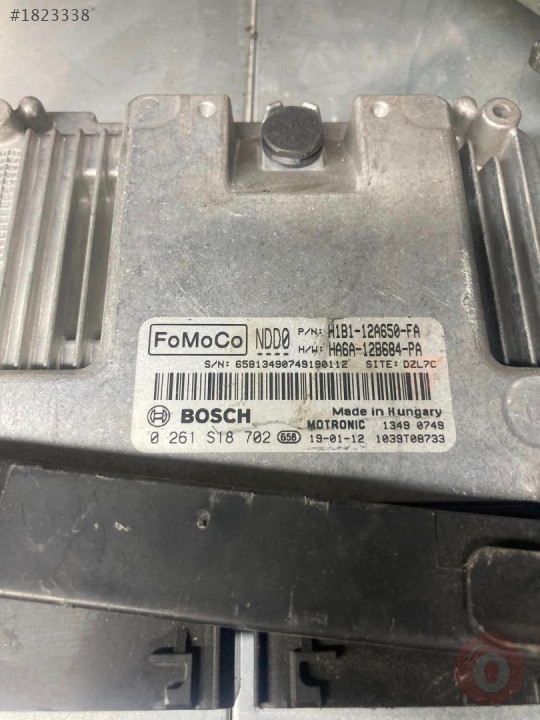 #1823338
FoMoCo NDD0 P/N: H1B1-12A650-FA
H/W: HA6A-12B684-PA
S/N: 65813490749190112 SITE: DZL7C
BOSCH Made in Hungary
MOTRONIC 1349 0749
0 261 S18 702 658 19-01-12 1039T08733